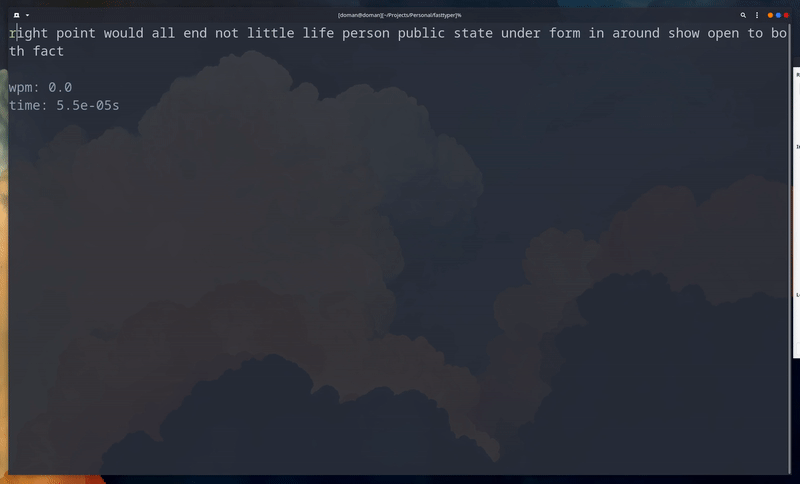 [doman@doman][~/Projects/Personal/fasttyper]%
right point would all end not little life person public state under form in around show open to bo
th fact
wpm: 0.0
time: 5.5e-05s